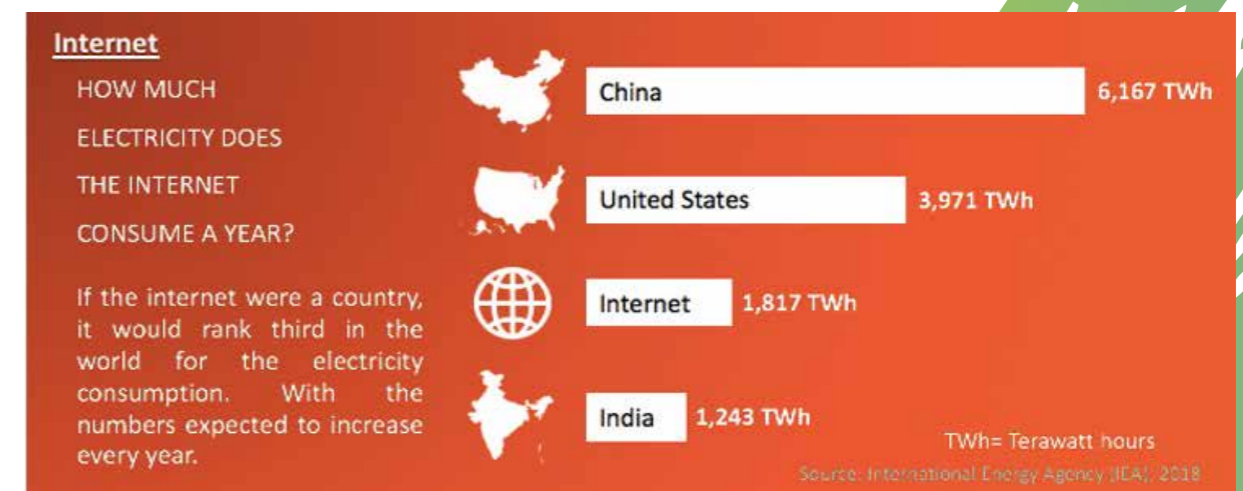 Internet
HOW MUCH
ELECTRICITY DOES
THE INTERNET
CONSUME A YEAR?
If the internet were a country,
it would rank third in the
world for the electricity
consumption. With the
numbers expected to increase
every year.
China
6,167 TWh
United States
3,971 TWh
Internet
1,817 TWh
India
1,243 TWh
TWh= Terawatt hours
Source: International Energy Agency (IEA), 2018